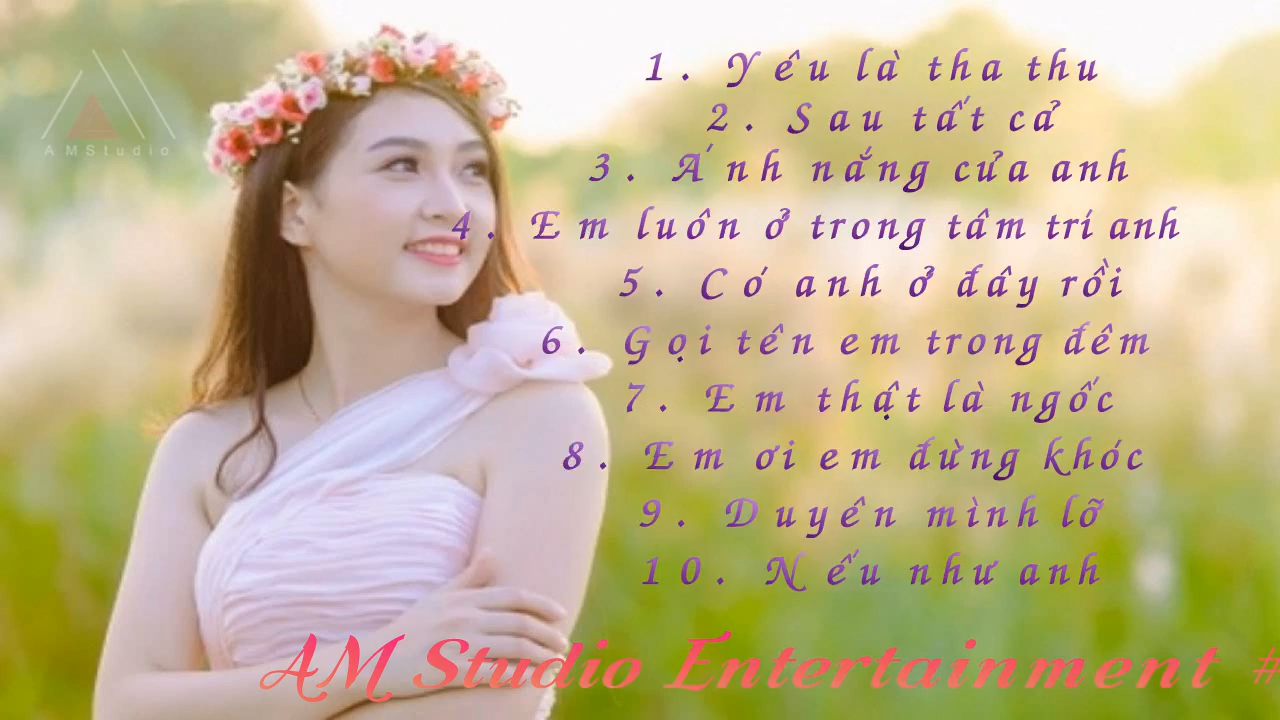 AMStudio
1. Yêu là tha thu
2. Sau tất cả
3. Ánh nắng cửa anh
4. Em luôn ở trong tâm trí anh
5. Có anh ở đây rồi
6. Gọi tên em trong đêm
7. Em thật là ngốc
8. Em ơi em đừng khóc
9. Duyên mình lỡ
10. Nếu như anh
AM Studio Entertainment #